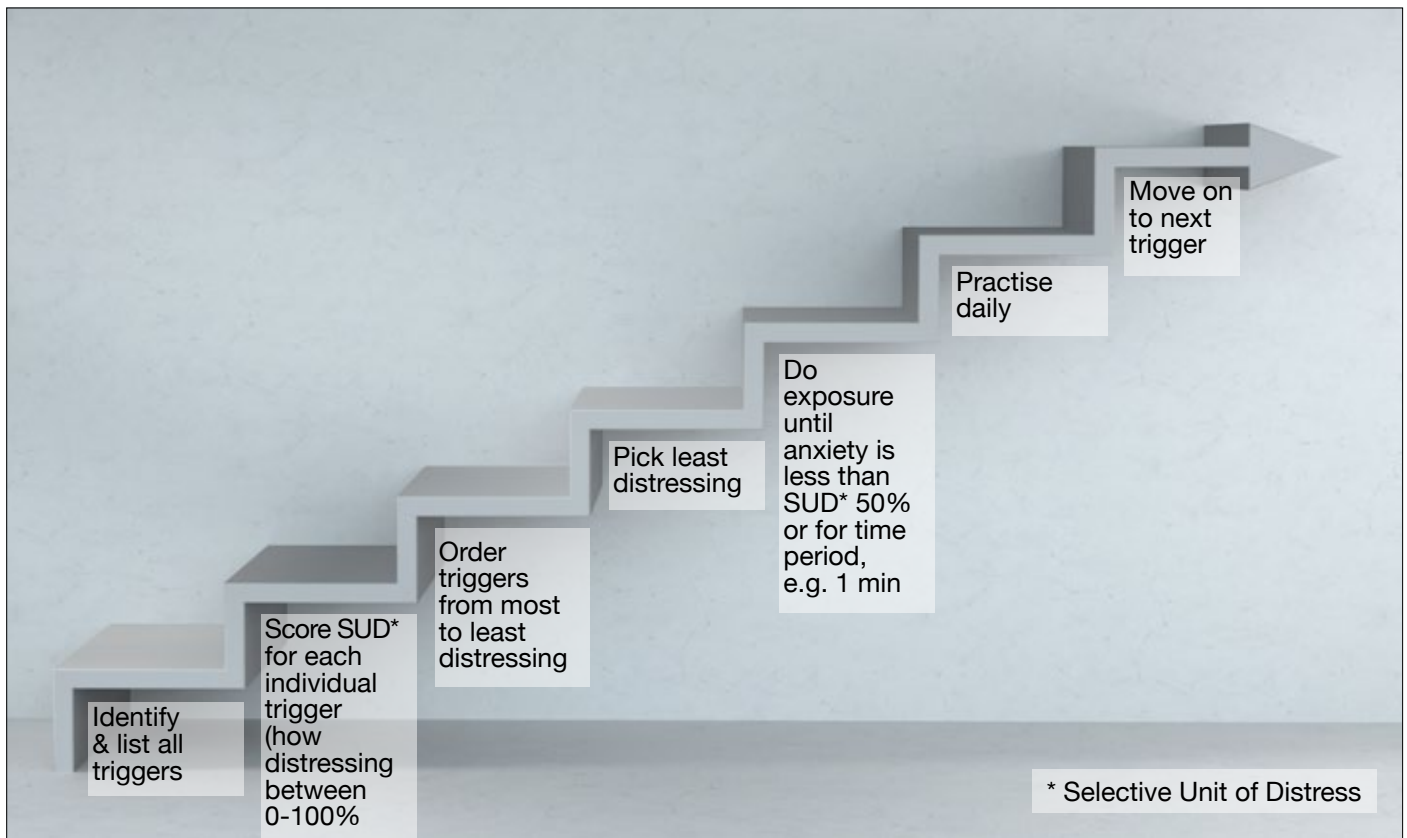 Identify
& list all
triggers
Score SUD*
for each
individual
trigger
(how
distressing
between
0-100%
Order
triggers
from most
to least
distressing
Pick least
distressing
Do
exposure
until
anxiety is
less than
SUD* 50%
or for time
period,
e.g. 1 min
Practise
daily
Move on
to next
trigger
* Selective Unit of Distress